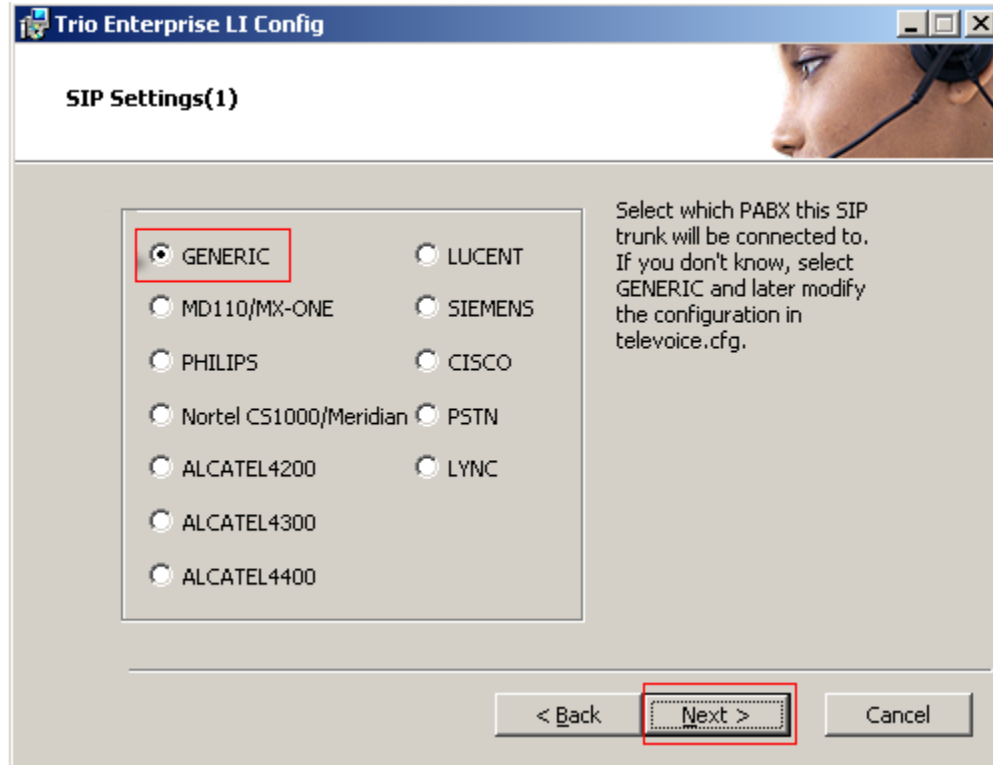 Trio Enterprise LI Config
SIP Settings(1)
GENERIC
MD110/MX-ONE
PHILIPS
Nortel CS1000/Meridian
ALCATEL4200
ALCATEL4300
ALCATEL4400
LUCENT
SIEMENS
CISCO
PSTN
LYNC
Select which PABX this SIP
trunk will be connected to.
If you don't know, select
GENERIC and later modify
the configuration in
televoice.cfg.
< Back
Next >
Cancel